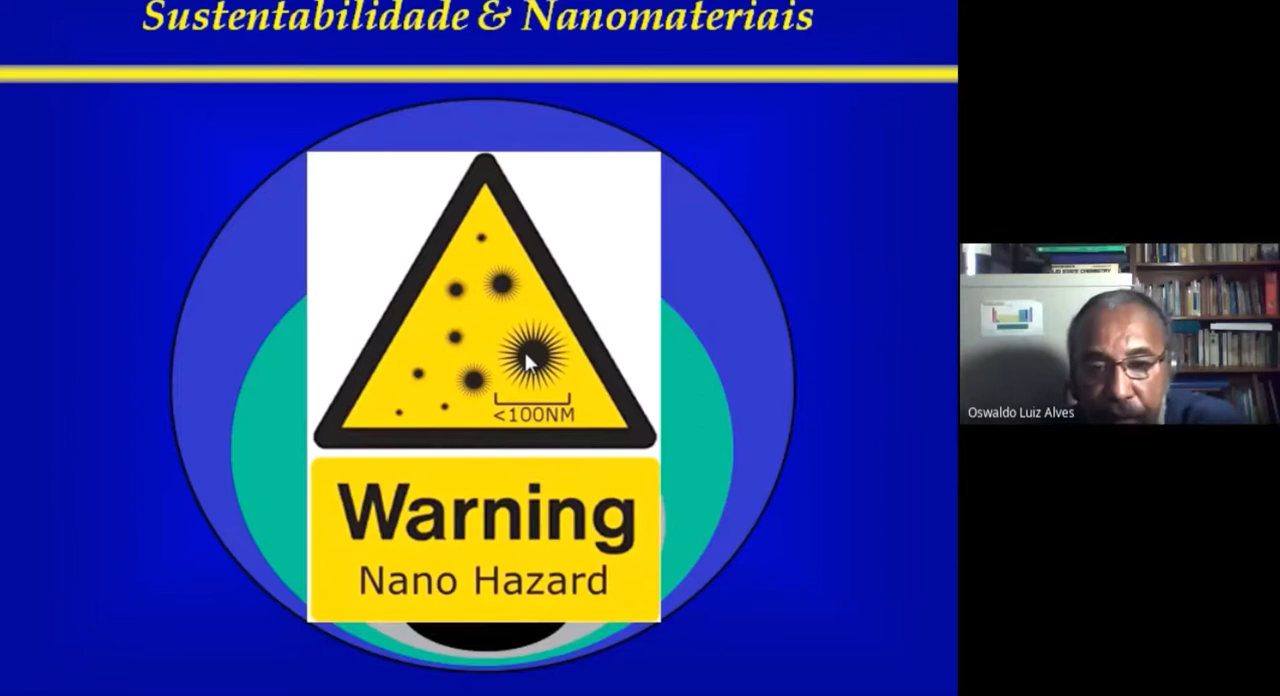 Sustentabilidade & Nanomateriais
<100NM
Warning
Nano Hazard
Oswaldo Luiz Alves